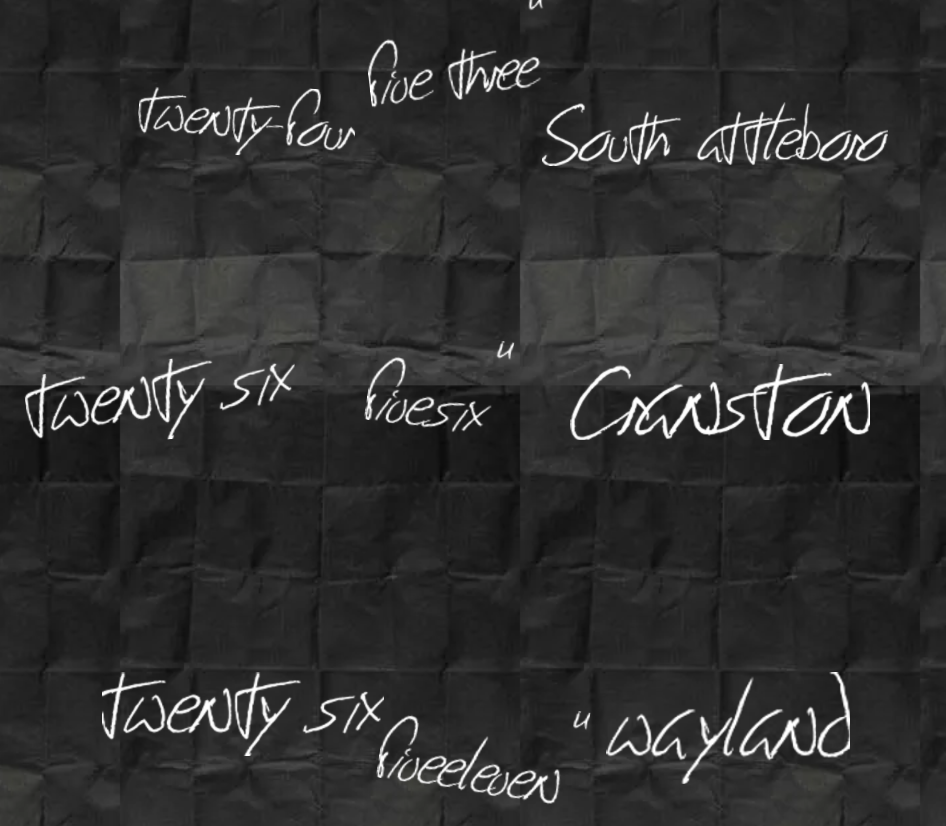 "
twenty-four five three South attleboro
"
twenty six fivesix Cranston
twenty six fiveeleven " wayland